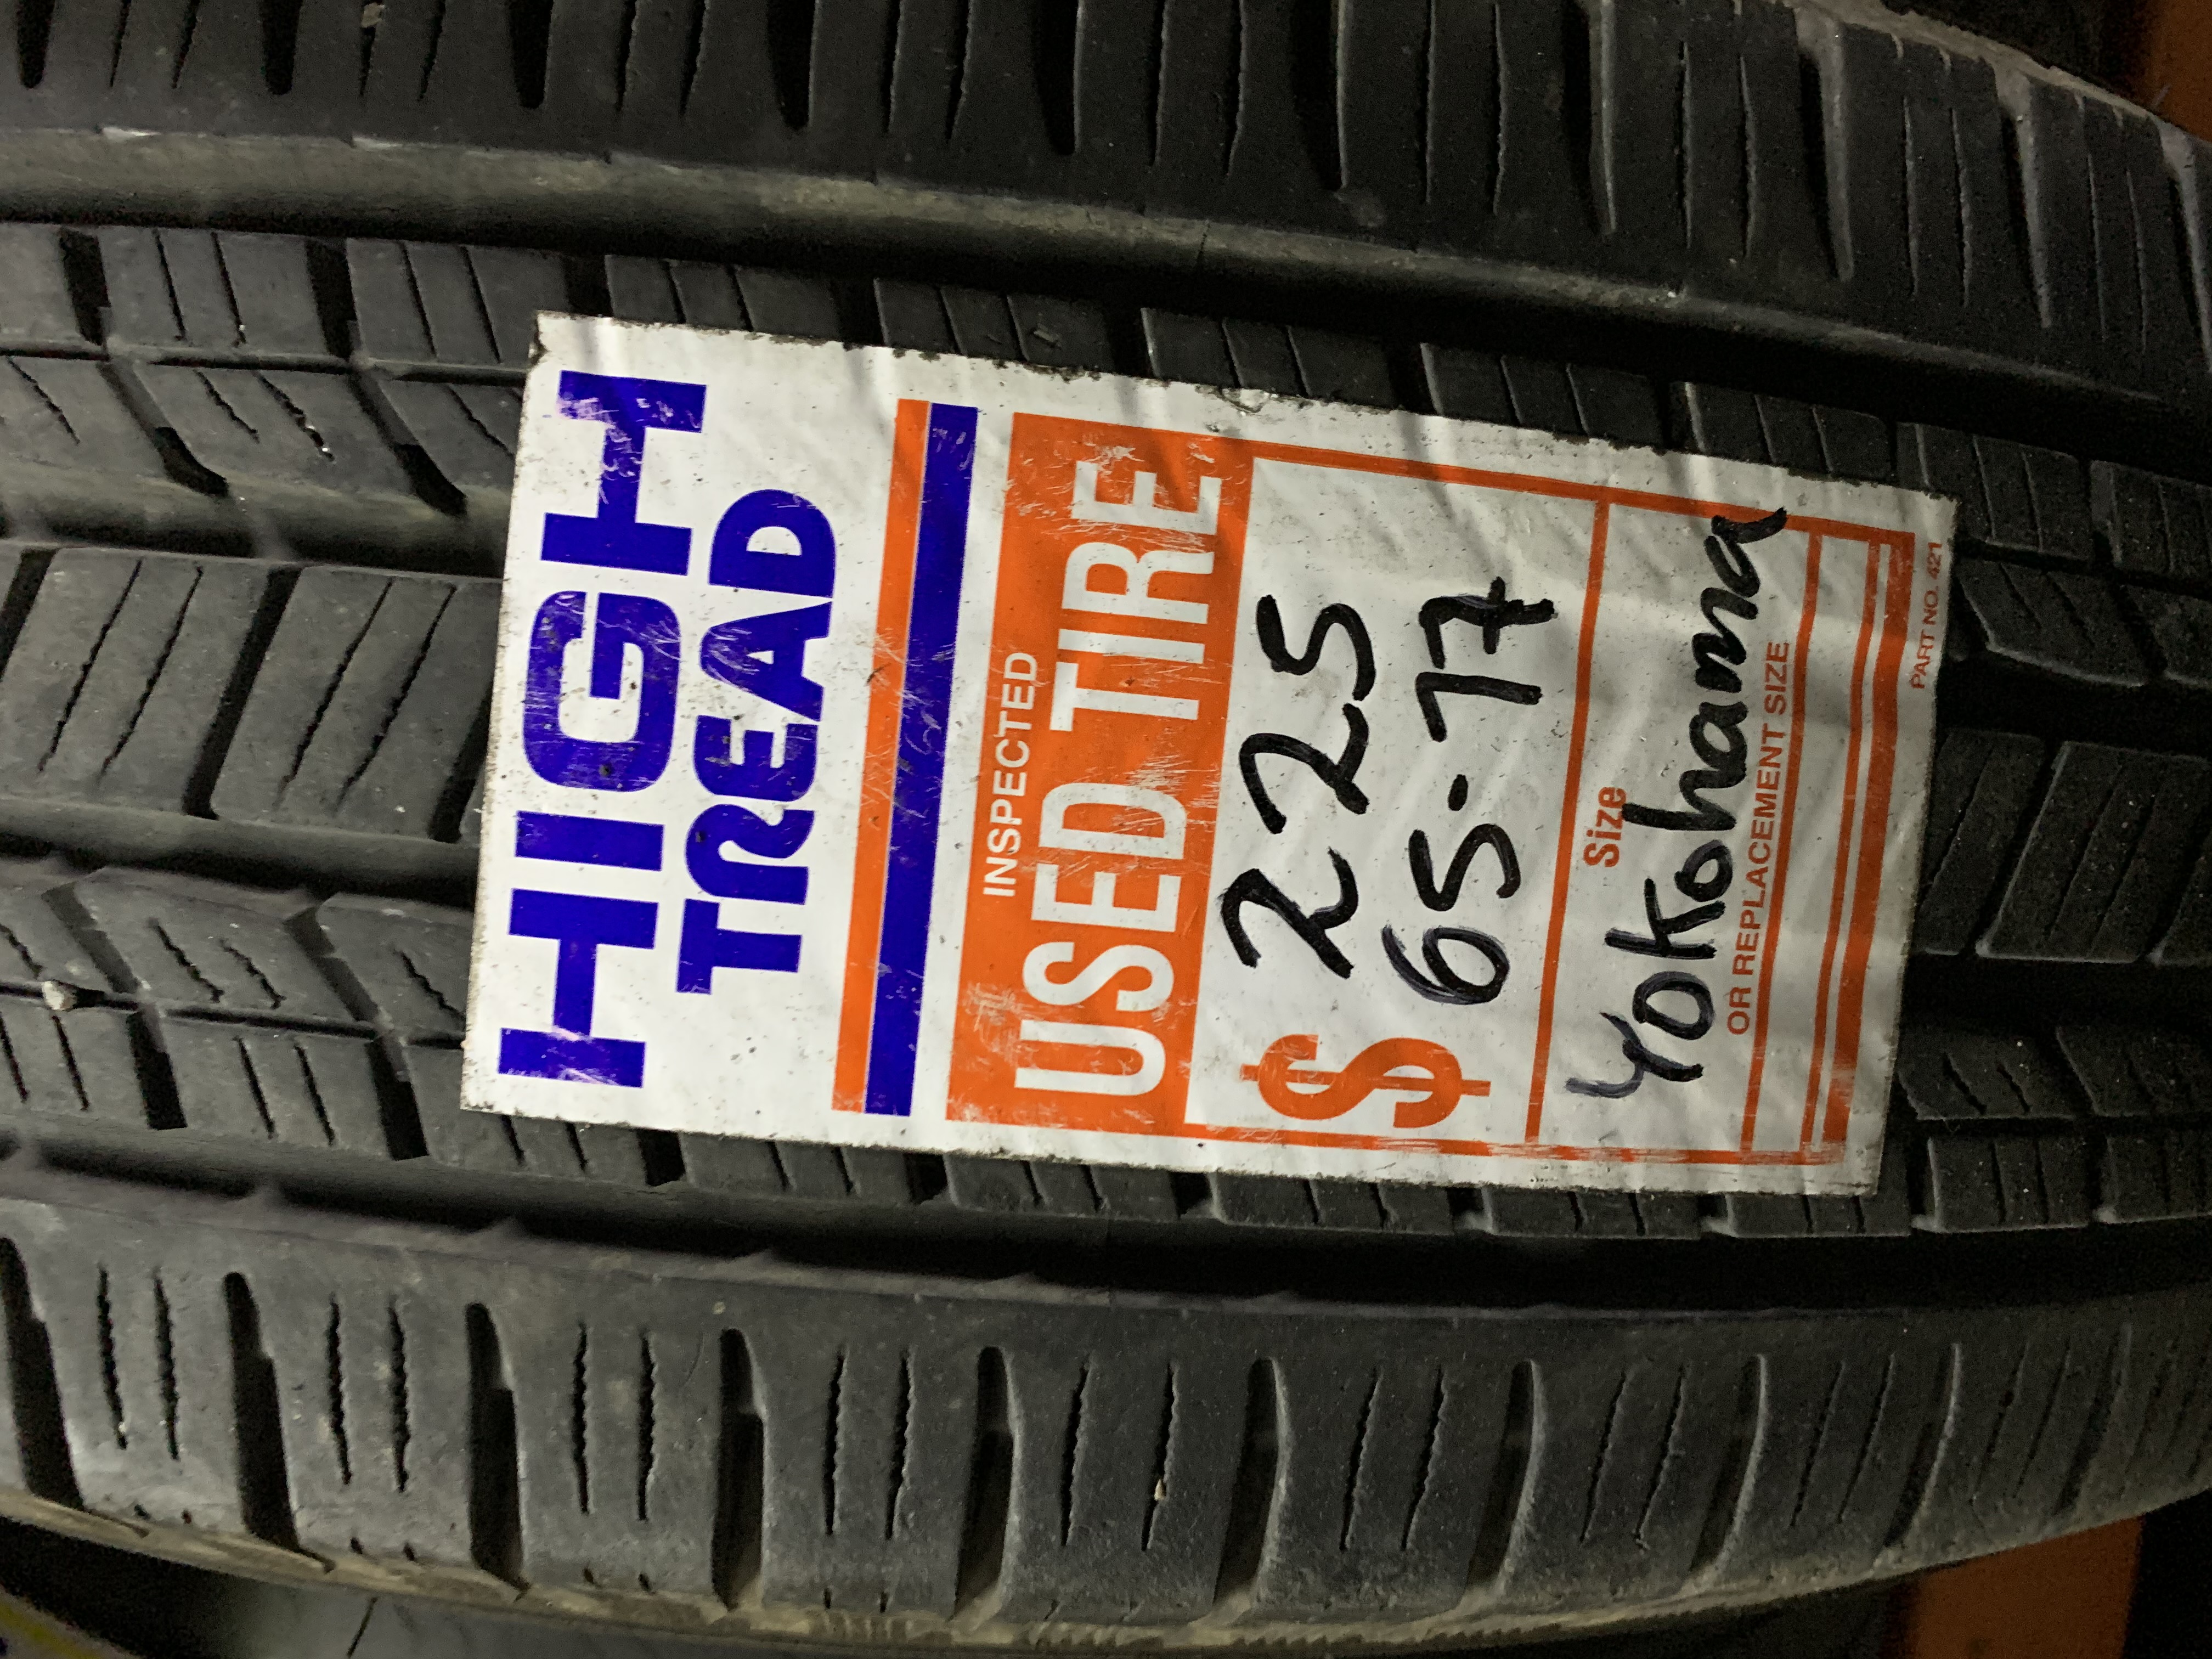 HIGH
TREAD
INSPECTED
USED TIRE
$ 225
65-17
Size
Yokohama
OR REPLACEMENT SIZE
PART NO. 421